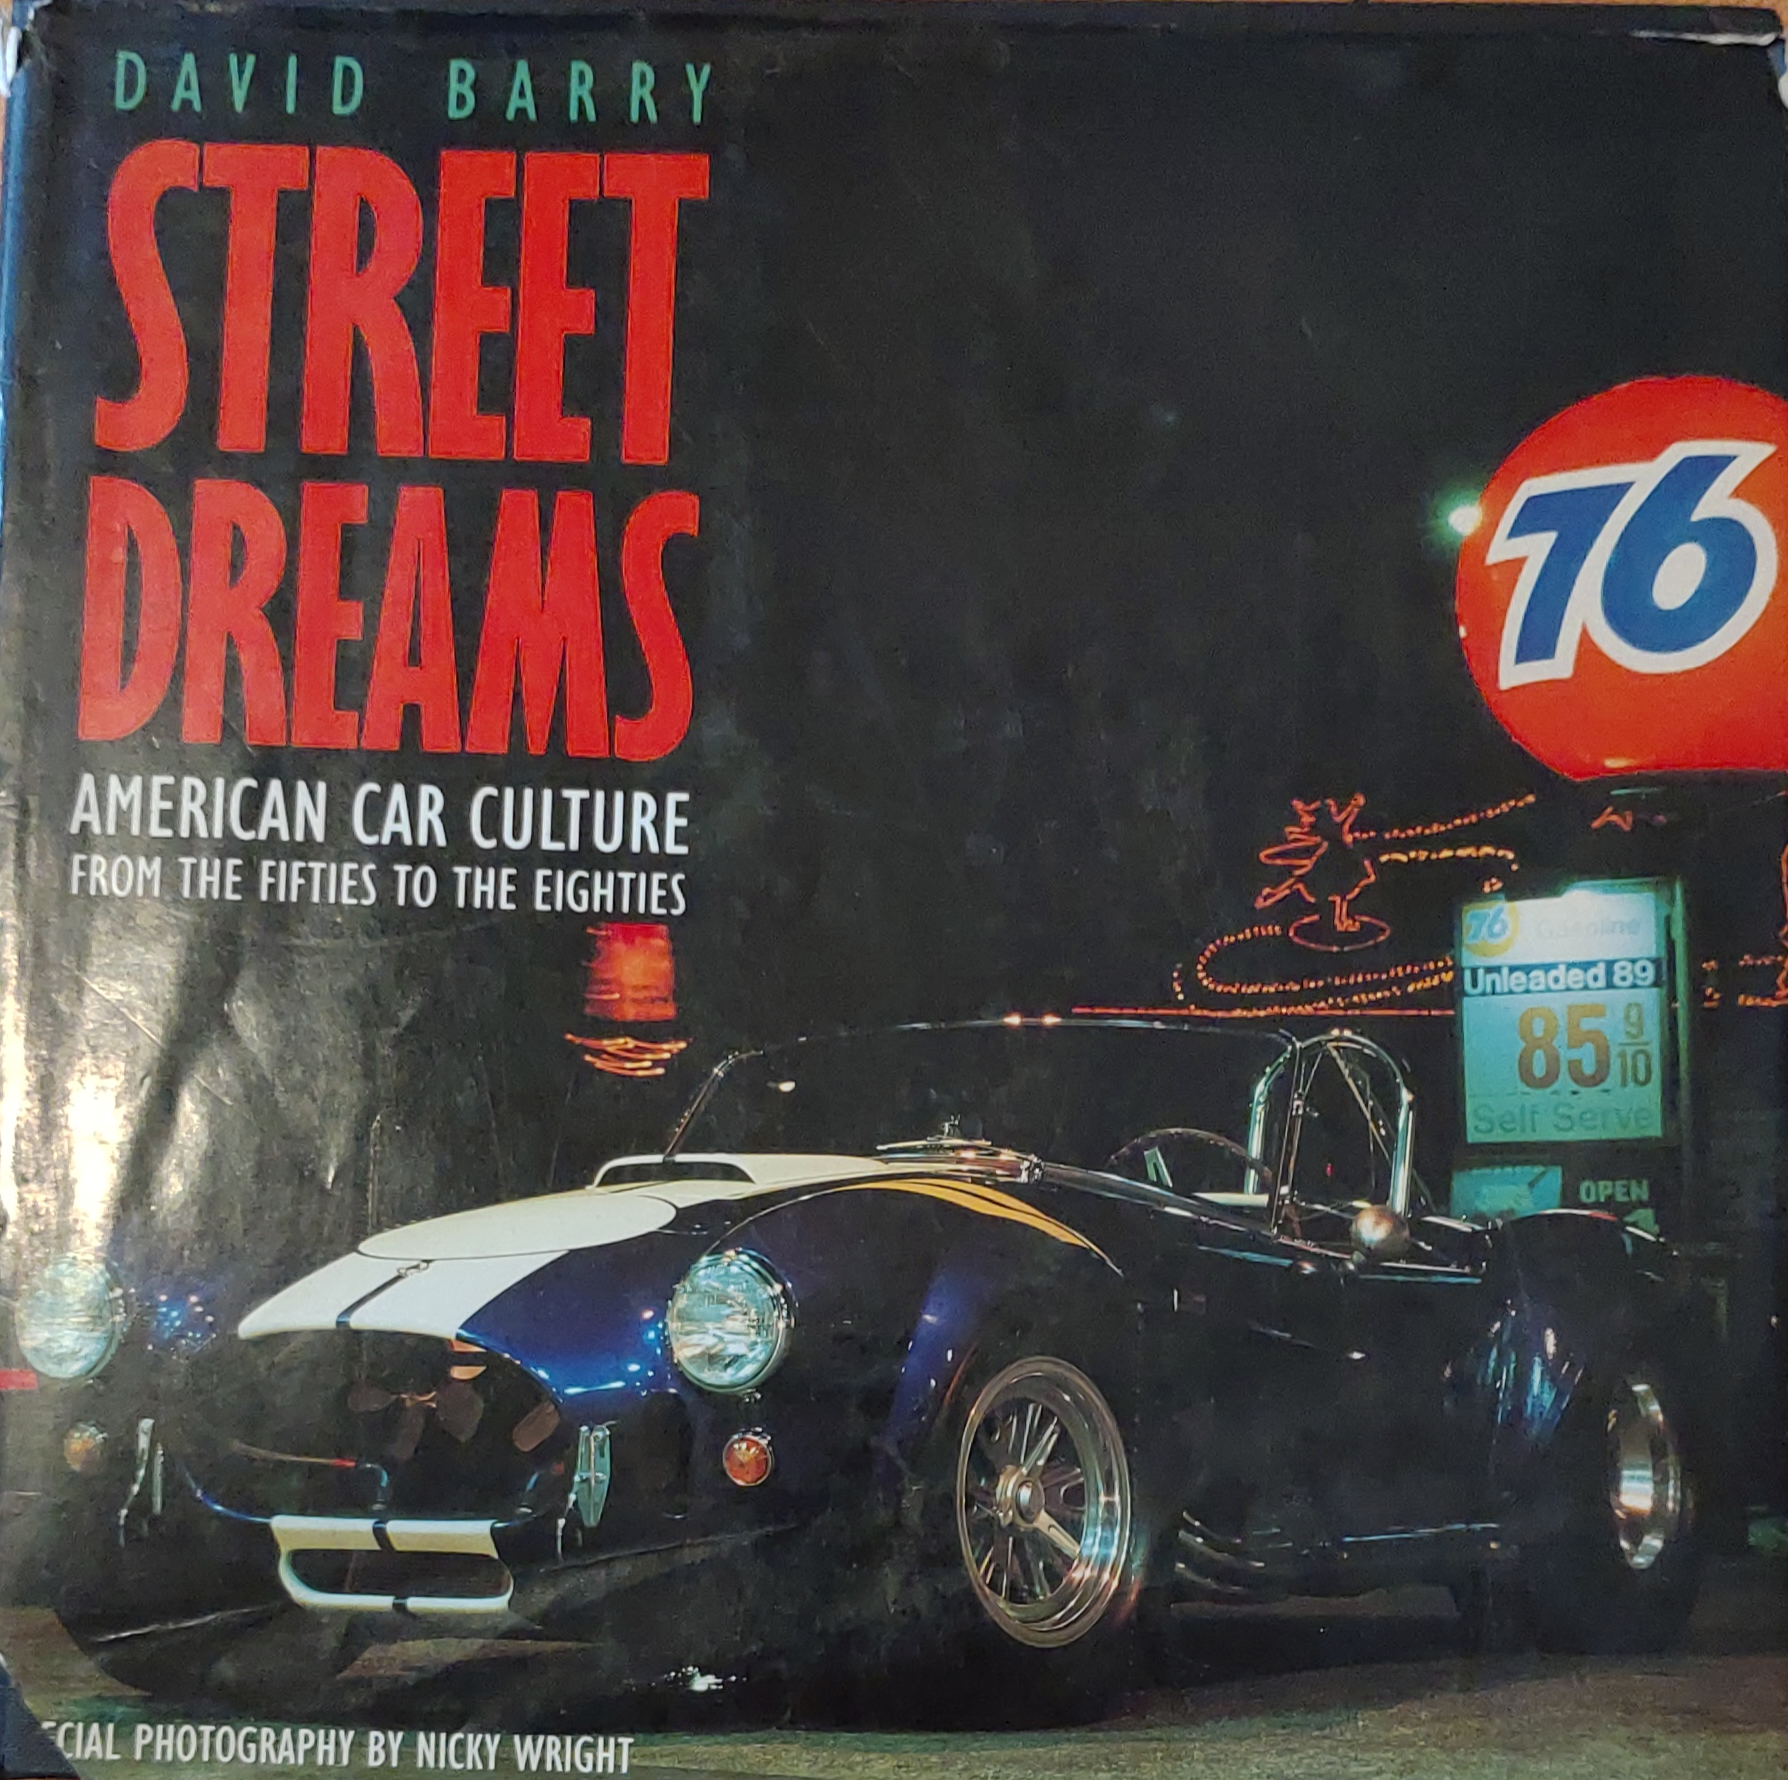 DAVID BARRY
STREET
DREAMS
AMERICAN CAR CULTURE
FROM THE FIFTIES TO THE EIGHTIES
76
76 Gasoline
Unleaded 89
85 9/10
Self Serve
OPEN
ECIAL PHOTOGRAPHY BY NICKY WRIGHT